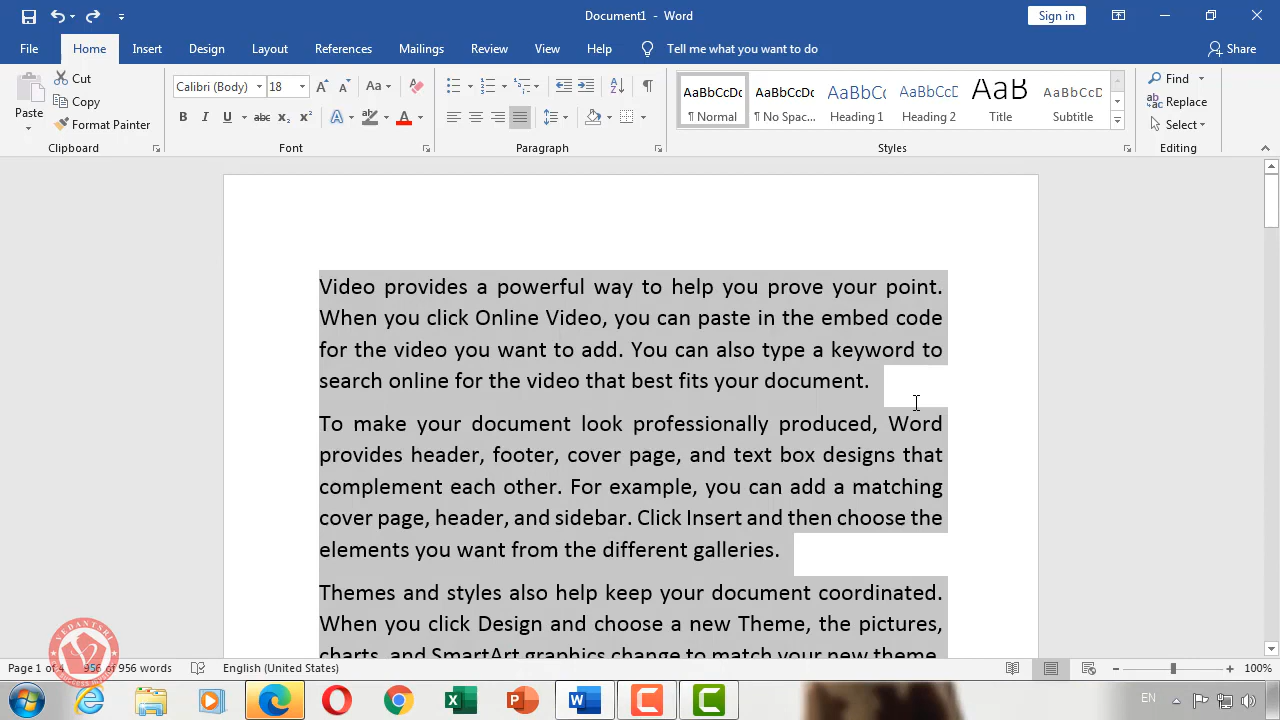 Document1 - Word
Sign in
File Home Insert Design Layout References Mailings Review View Help Tell me what you want to do Share
Paste
Cut
Copy
Format Painter
Clipboard
Calibri (Body) 18
Aa
B I U abc x₂ x² A A
Font
Paragraph
AaBbCcDc AaBbCcDc AaBbCc AaBbCcD AaB AaBbCcD
¶ Normal ¶ No Spac... Heading 1 Heading 2 Title Subtitle
Styles
Find
Replace
Select
Editing
Video provides a powerful way to help you prove your point.
When you click Online Video, you can paste in the embed code
for the video you want to add. You can also type a keyword to
search online for the video that best fits your document.
To make your document look professionally produced, Word
provides header, footer, cover page, and text box designs that
complement each other. For example, you can add a matching
cover page, header, and sidebar. Click Insert and then choose the
elements you want from the different galleries.
Themes and styles also help keep your document coordinated.
When you click Design and choose a new Theme, the pictures,
charts, and SmartArt graphics change to match your new theme.
VEDANTSRI
Page 1 of 4 956 of 956 words English (United States) 100%
EN